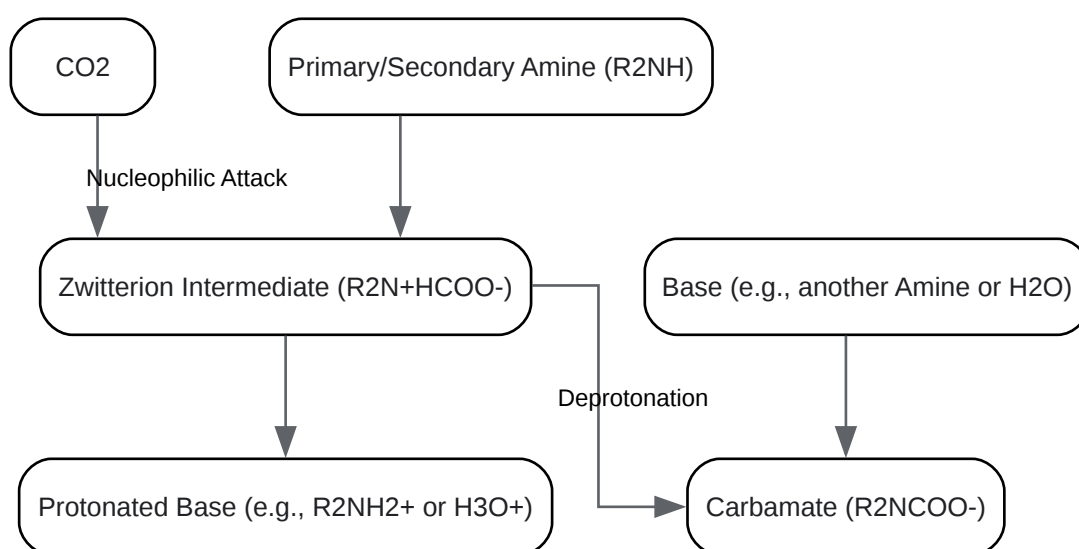 CO2
Primary/Secondary Amine (R2NH)
Nucleophilic Attack
Zwitterion Intermediate (R2N+HCOO-)
Base (e.g., another Amine or H2O)
Deprotonation
Protonated Base (e.g., R2NH2+ or H3O+)
Carbamate (R2NCOO-)